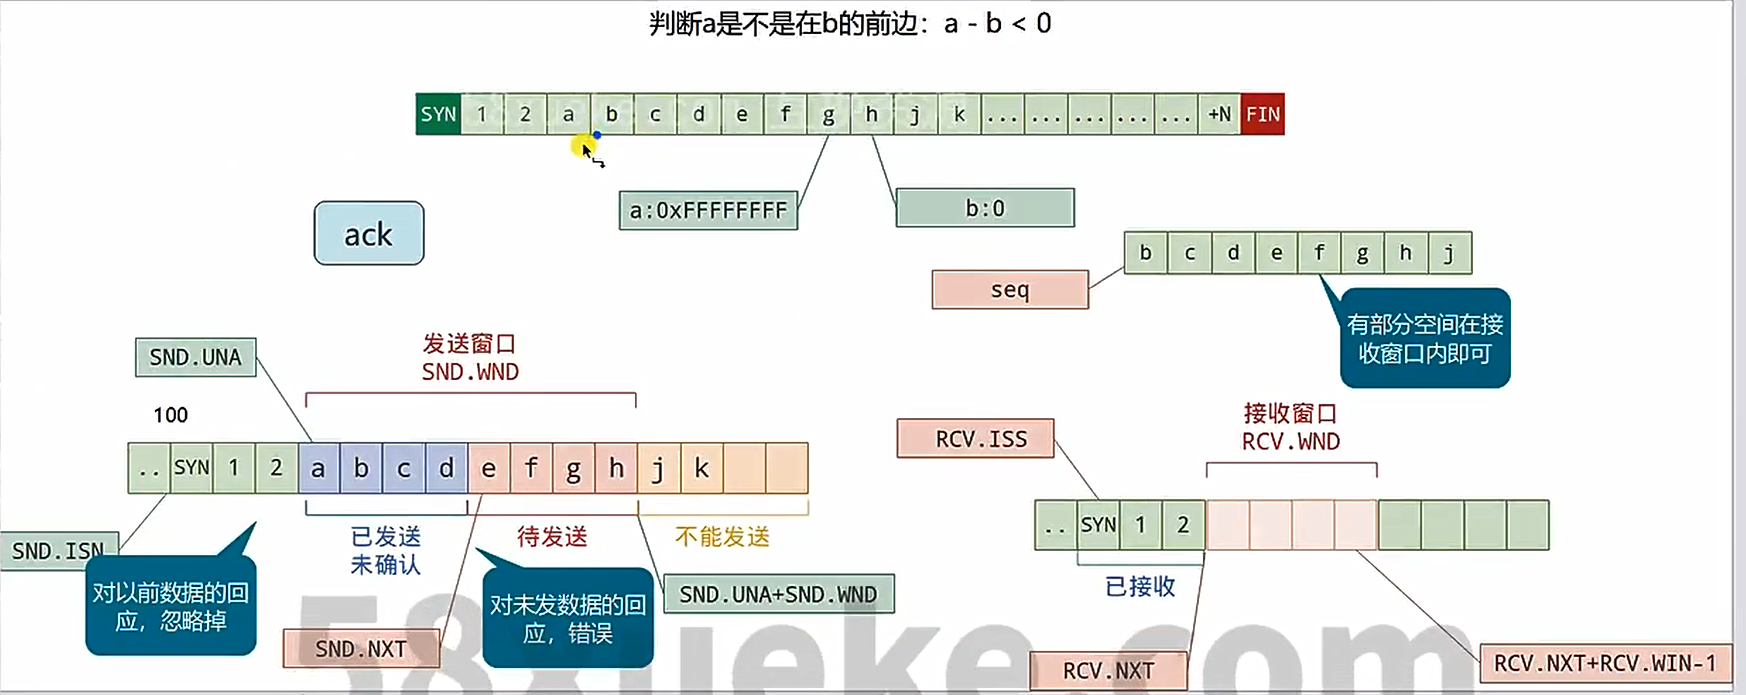 判断a是不是在b的前边：a - b < 0
SYN 1 2 a b c d e f g h j k ... ... ... ... ... +N FIN
a:0xFFFFFFFF
b:0
ack
b c d e f g h j
seq
有部分空间在接
收窗口内即可
SND.UNA
发送窗口
SND.WND
100
.. SYN 1 2 a b c d e f g h j k
SND.ISN
已发送
未确认
待发送
不能发送
对以前数据的回
应，忽略掉
对未发数据的回
应，错误
SND.UNA+SND.WND
SND.NXT
RCV.ISS
接收窗口
RCV.WND
.. SYN 1 2
已接收
RCV.NXT
RCV.NXT+RCV.WIN-1
58xueke.com